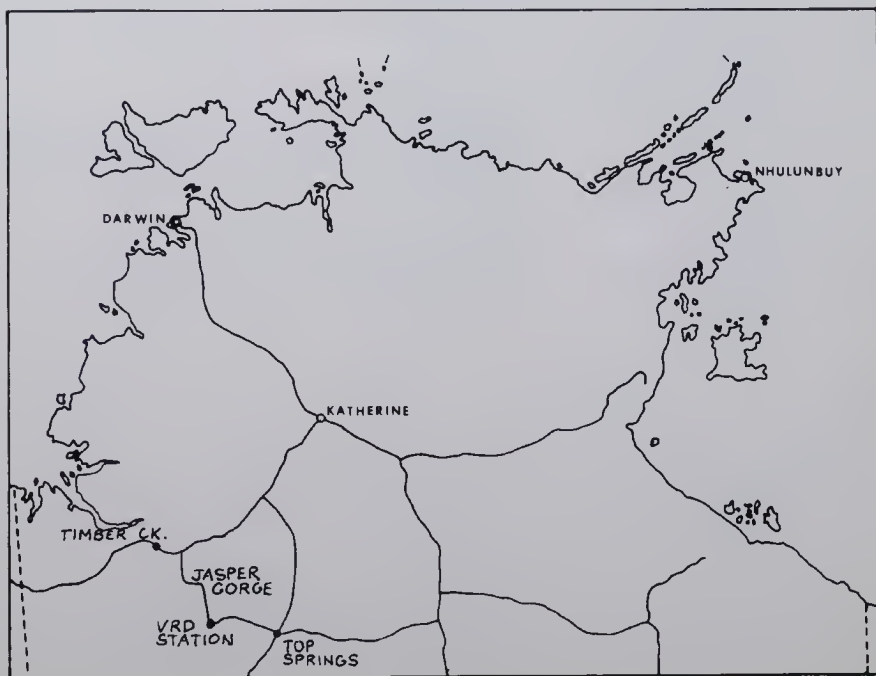 NHULUNBUY
DARWIN
KATHERINE
TIMBER CK.
JASPER
GORGE
VRD
STATION
TOP
SPRINGS